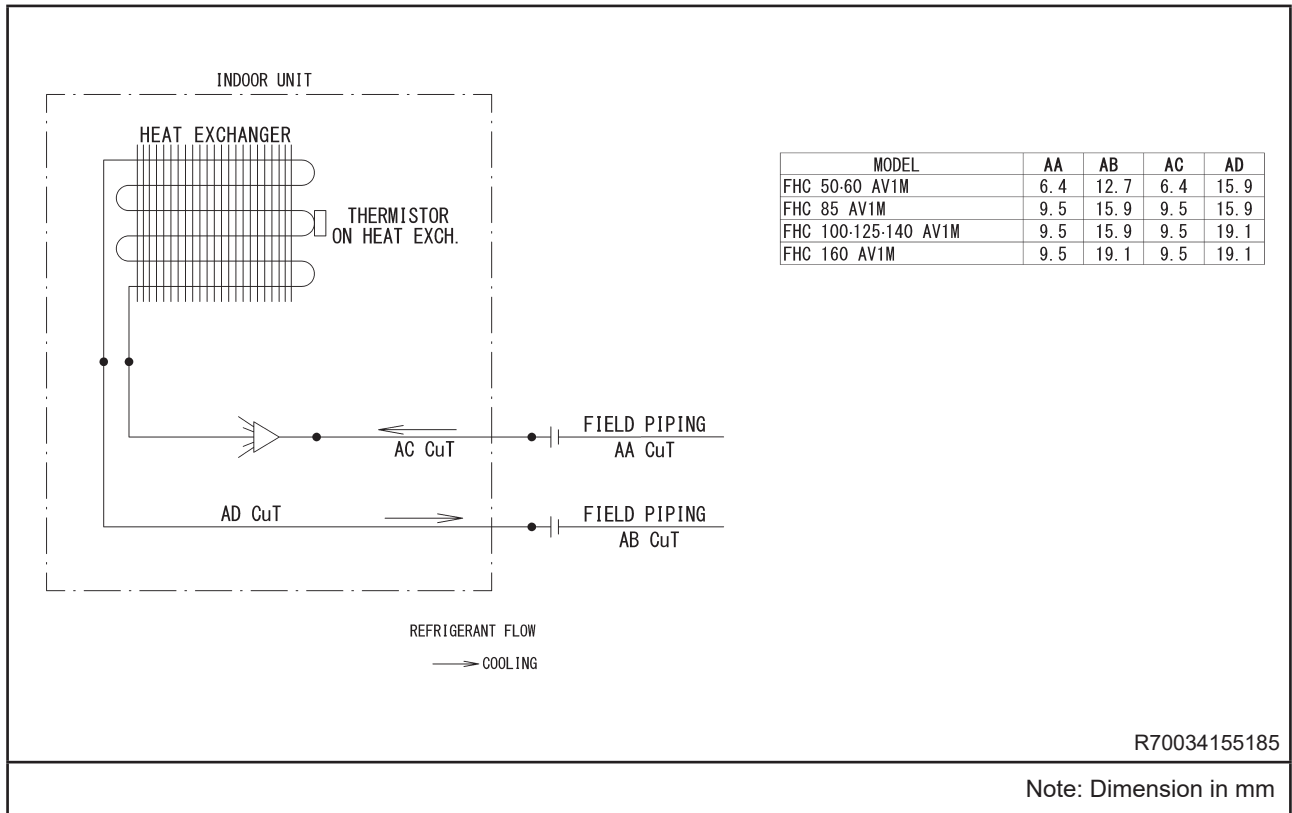 INDOOR UNIT
HEAT EXCHANGER
THERMISTOR
ON HEAT EXCH.
AC CuT
FIELD PIPING
AA CuT
AD CuT
FIELD PIPING
AB CuT
REFRIGERANT FLOW
COOLING
MODEL AA AB AC AD
FHC 50·60 AV1M 6.4 12.7 6.4 15.9
FHC 85 AV1M 9.5 15.9 9.5 15.9
FHC 100·125·140 AV1M 9.5 15.9 9.5 19.1
FHC 160 AV1M 9.5 19.1 9.5 19.1
R70034155185
Note: Dimension in mm